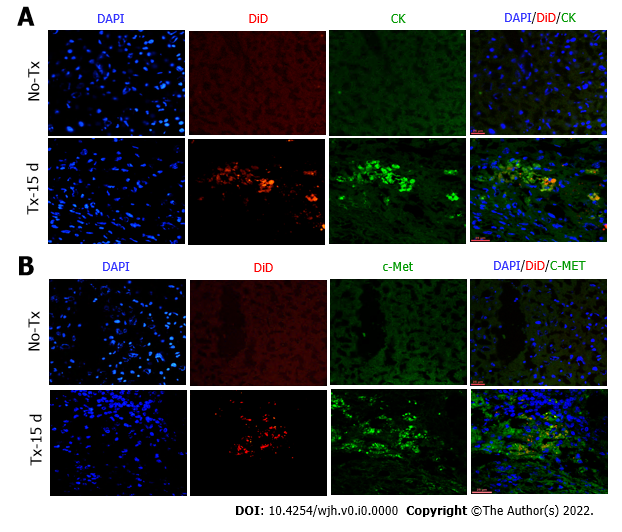 A
DAPI DiD CK DAPI/DiD/CK
No-Tx
Tx-15 d
B
DAPI DiD c-Met DAPI/DiD/C-MET
No-Tx
Tx-15 d
DOI: 10.4254/wjh.v0.i0.0000 Copyright ©The Author(s) 2022.